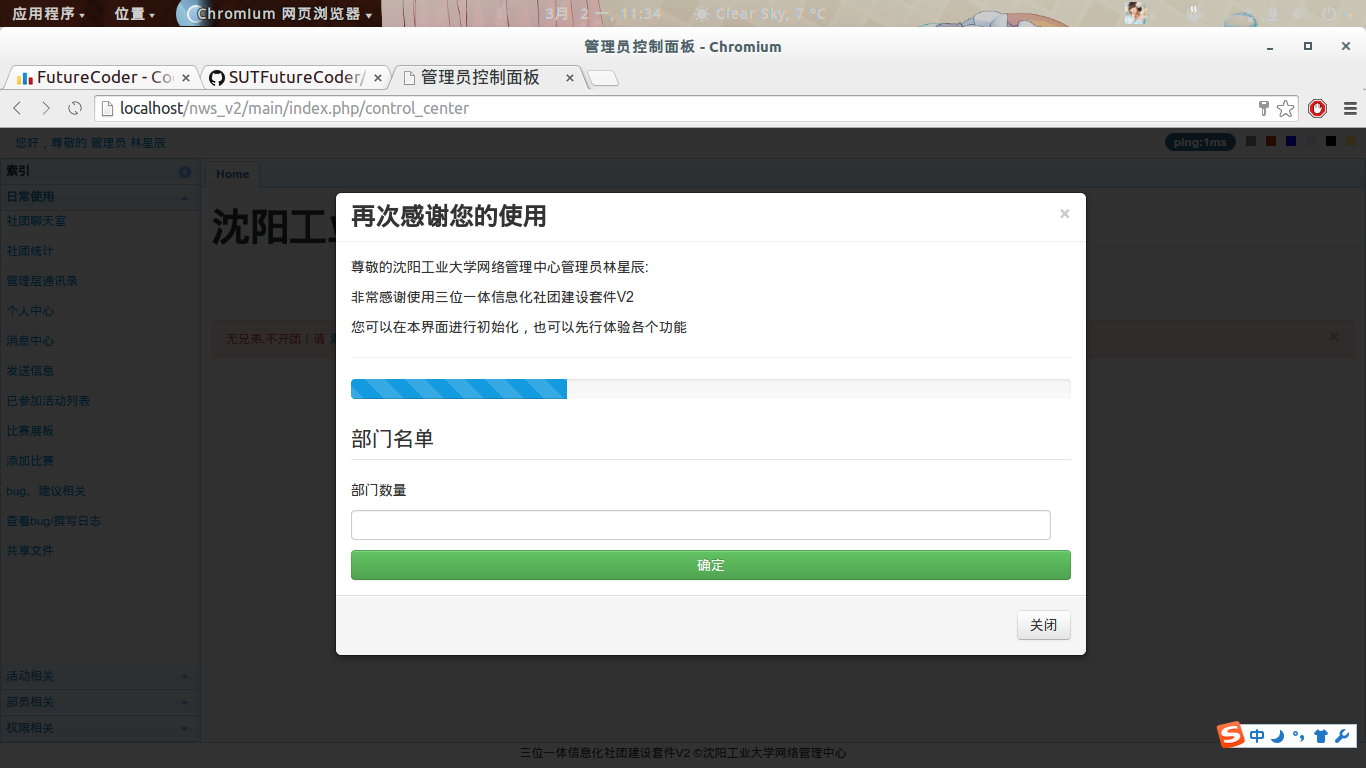 应用程序 位置 Chromium 网页浏览器 3月 2 一, 11:34 Clear Sky, 7 °C
管理员控制面板 - Chromium
FutureCoder - Co SUTFutureCoder/ 管理员控制面板
localhost/nws_v2/main/index.php/control_center
您好，尊敬的 管理员 林星辰 ping:1ms
索引 Home
日常使用
沈阳工
社团聊天室
社团统计
管理层通讯录
个人中心
消息中心
无兄弟,不开团！请
发送信息
已参加活动列表
比赛展板
添加比赛
bug、建议相关
查看bug/撰写日志
共享文件
活动相关
部员相关
权限相关
再次感谢您的使用 ×
尊敬的沈阳工业大学网络管理中心管理员林星辰:
非常感谢使用三位一体信息化社团建设套件V2
您可以在本界面进行初始化，也可以先行体验各个功能
部门名单
部门数量
确定
关闭
中
三位一体信息化社团建设套件V2 ©沈阳工业大学网络管理中心